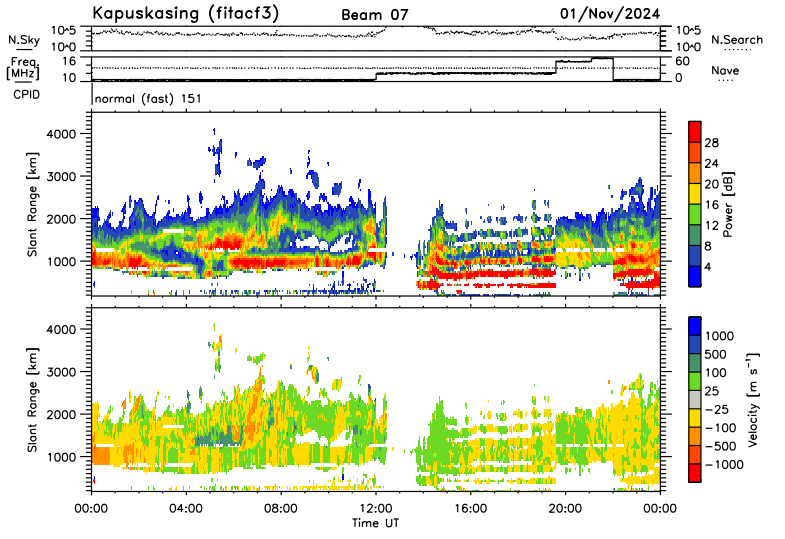 Kapuskasing (fitacf3) Beam 07 01/Nov/2024
N.Sky 10^5 10^0 10^5 10^0 N.Search
Freq. [MHz] 16 10 60 0 Nave
CPID normal (fast) 151
Slant Range [km] 4000 3000 2000 1000
28 24 20 16 12 8 4 Power [dB]
Slant Range [km] 4000 3000 2000 1000
1000 500 100 25 −25 −100 −500 −1000 Velocity [m s⁻¹]
00:00 04:00 08:00 12:00 16:00 20:00 00:00
Time UT